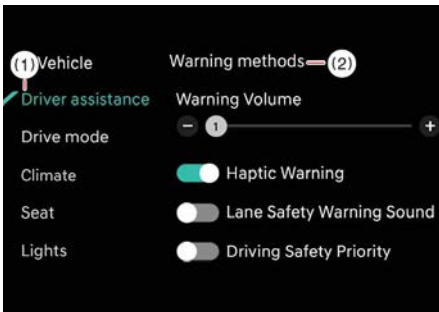 (1) Vehicle
Warning methods (2)
Driver assistance
Warning Volume
Drive mode
− 1 +
Climate
Haptic Warning
Seat
Lane Safety Warning Sound
Lights
Driving Safety Priority